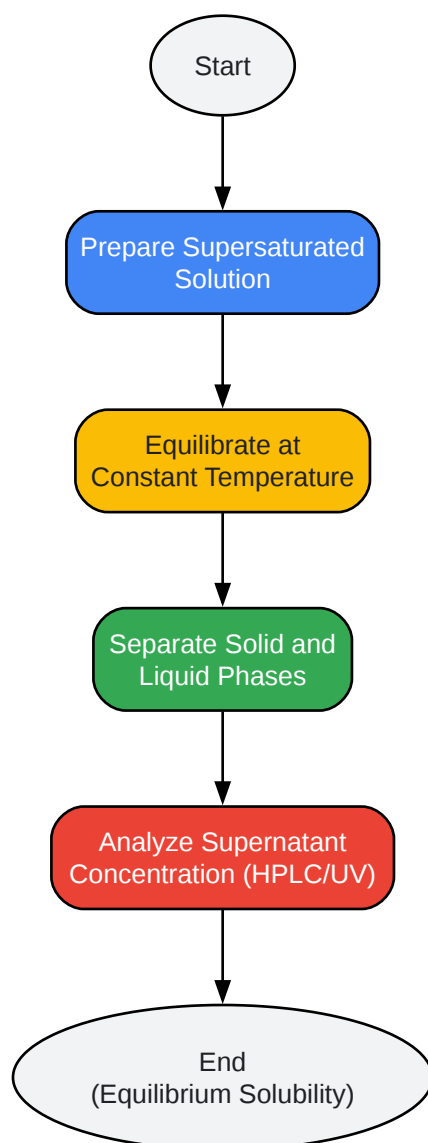 Start
Prepare Supersaturated
Solution
Equilibrate at
Constant Temperature
Separate Solid and
Liquid Phases
Analyze Supernatant
Concentration (HPLC/UV)
End
(Equilibrium Solubility)